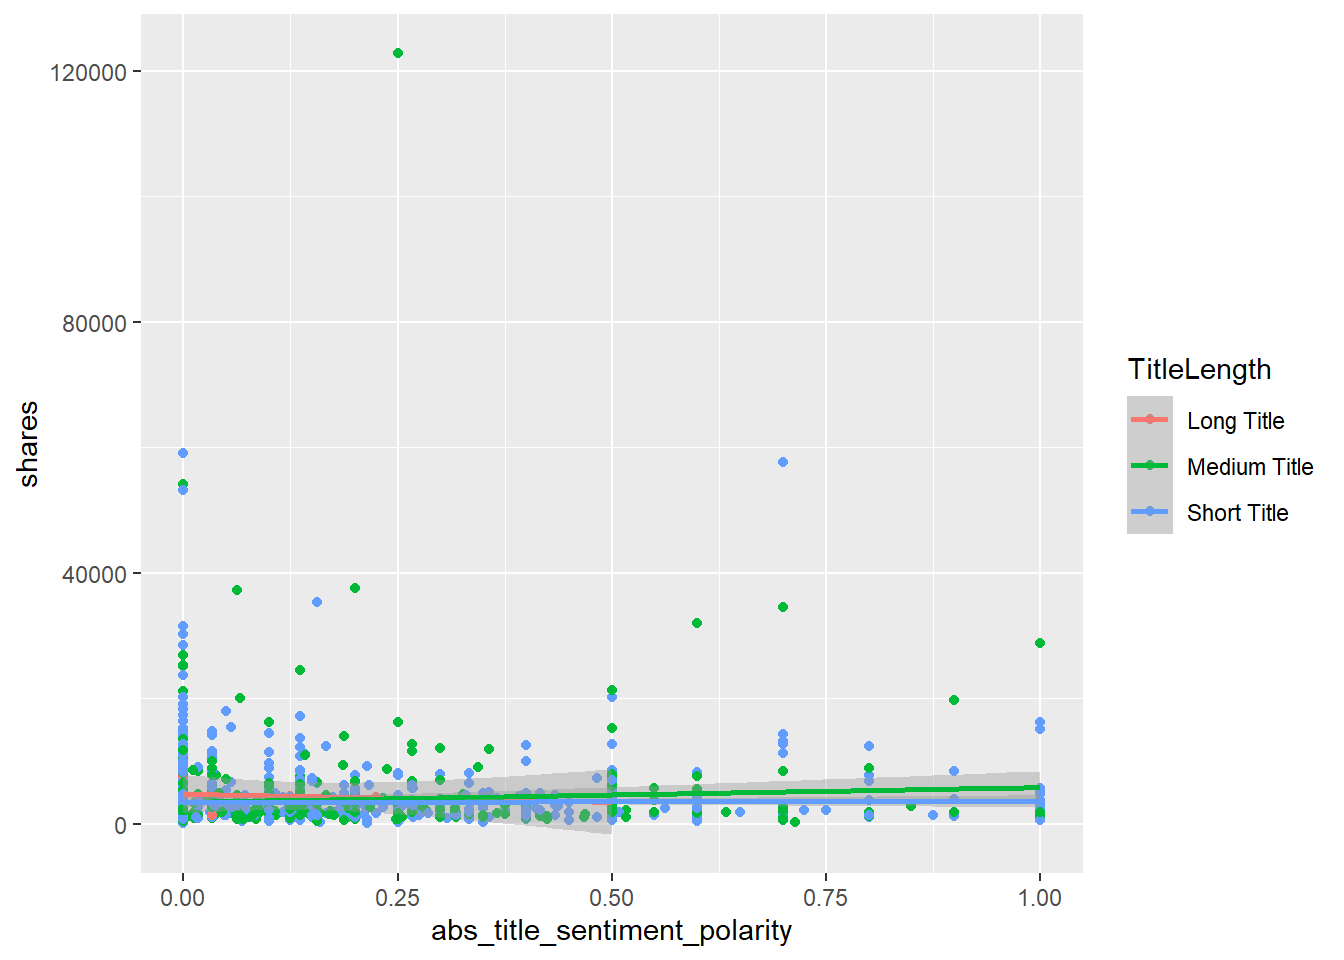 120000
80000
40000
0
shares
0.00 0.25 0.50 0.75 1.00
abs_title_sentiment_polarity
TitleLength
Long Title
Medium Title
Short Title